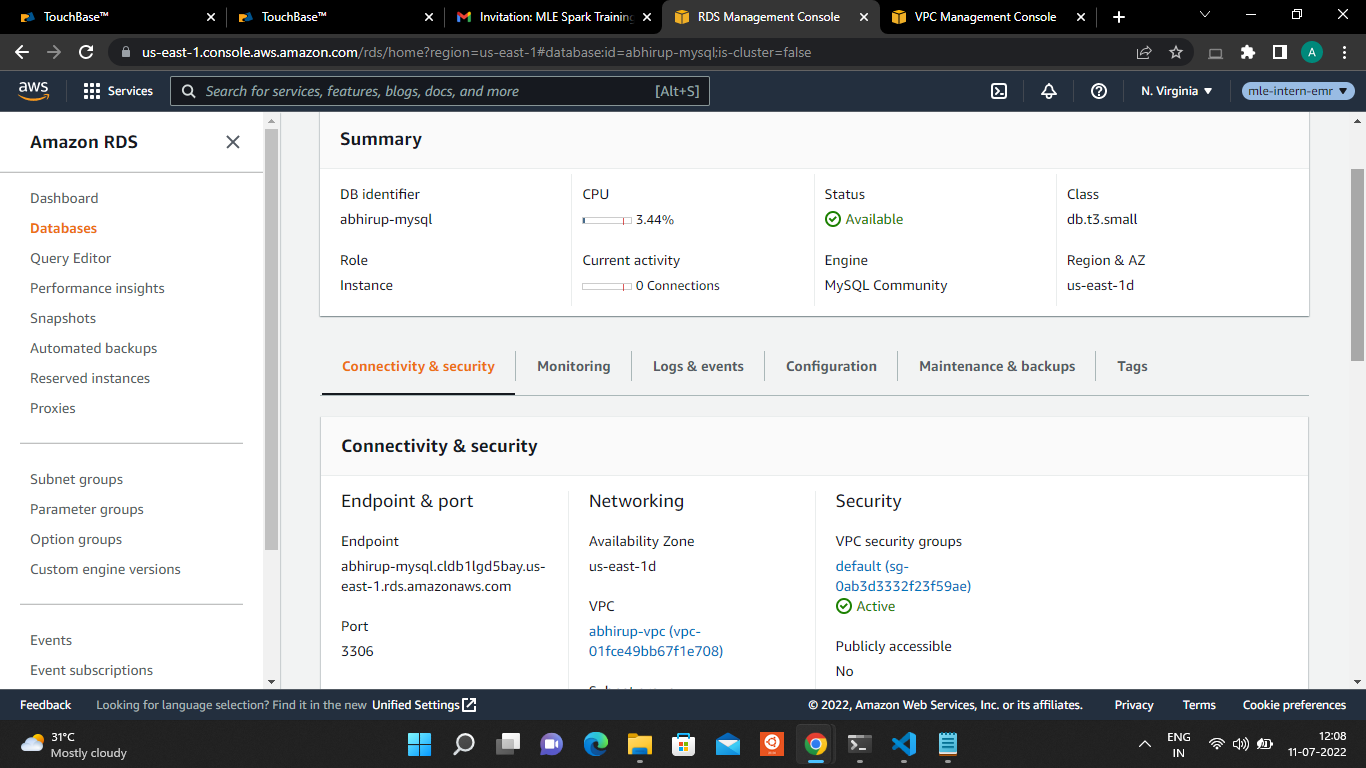 TouchBase™
TouchBase™
Invitation: MLE Spark Training
RDS Management Console
VPC Management Console
us-east-1.console.aws.amazon.com/rds/home?region=us-east-1#database:id=abhirup-mysql;is-cluster=false
A
aws
Services
Search for services, features, blogs, docs, and more
[Alt+S]
N. Virginia
mle-intern-emr
Amazon RDS
Dashboard
Databases
Query Editor
Performance insights
Snapshots
Automated backups
Reserved instances
Proxies
Subnet groups
Parameter groups
Option groups
Custom engine versions
Events
Event subscriptions
Summary
DB identifier
abhirup-mysql
CPU
3.44%
Status
Available
Class
db.t3.small
Role
Instance
Current activity
0 Connections
Engine
MySQL Community
Region & AZ
us-east-1d
Connectivity & security
Monitoring
Logs & events
Configuration
Maintenance & backups
Tags
Connectivity & security
Endpoint & port
Endpoint
abhirup-mysql.cldb1lgd5bay.us-
east-1.rds.amazonaws.com
Port
3306
Networking
Availability Zone
us-east-1d
VPC
abhirup-vpc (vpc-
01fce49bb67f1e708)
Security
VPC security groups
default (sg-
0ab3d3332f23f59ae)
Active
Publicly accessible
No
Feedback
Looking for language selection? Find it in the new Unified Settings
© 2022, Amazon Web Services, Inc. or its affiliates.
Privacy
Terms
Cookie preferences
31°C
Mostly cloudy
ENG
IN
12:08
11-07-2022